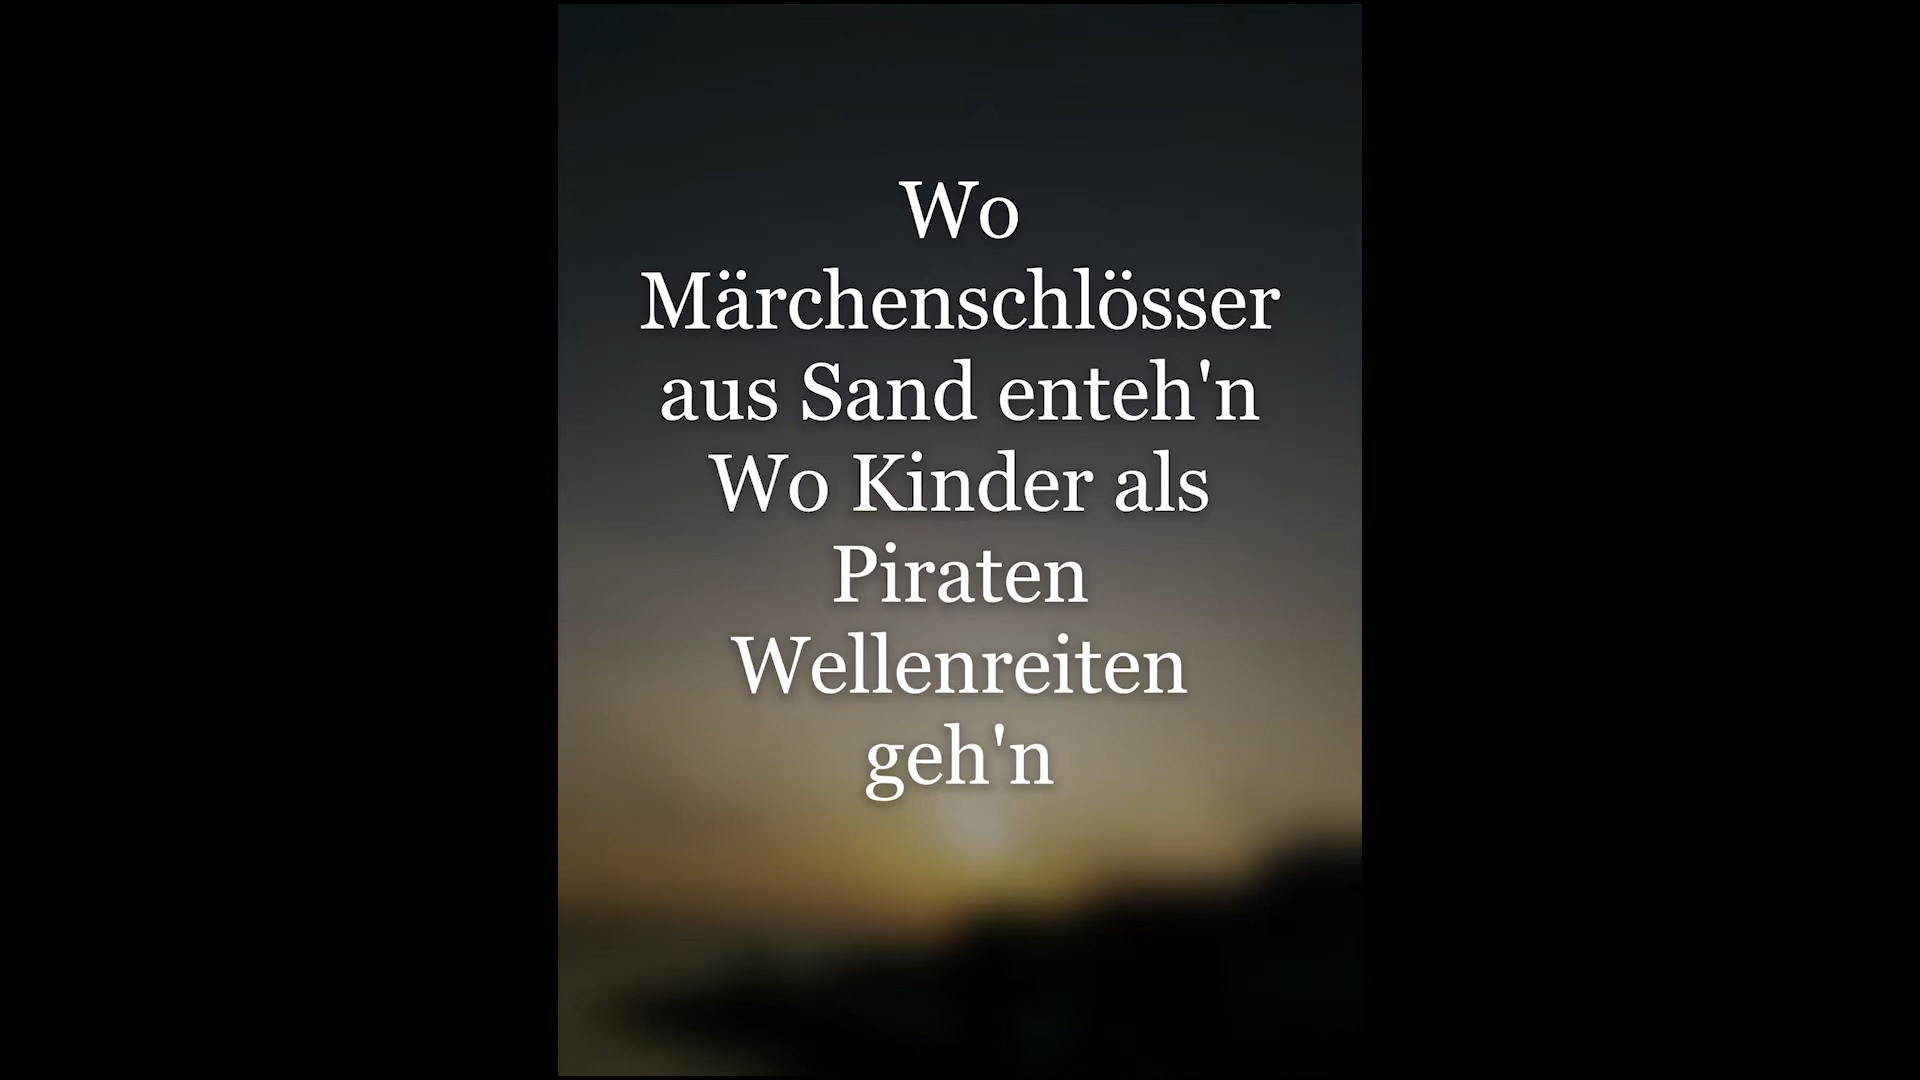 Wo
Märchenschlösser
aus Sand enteh'n
Wo Kinder als
Piraten
Wellenreiten
geh'n